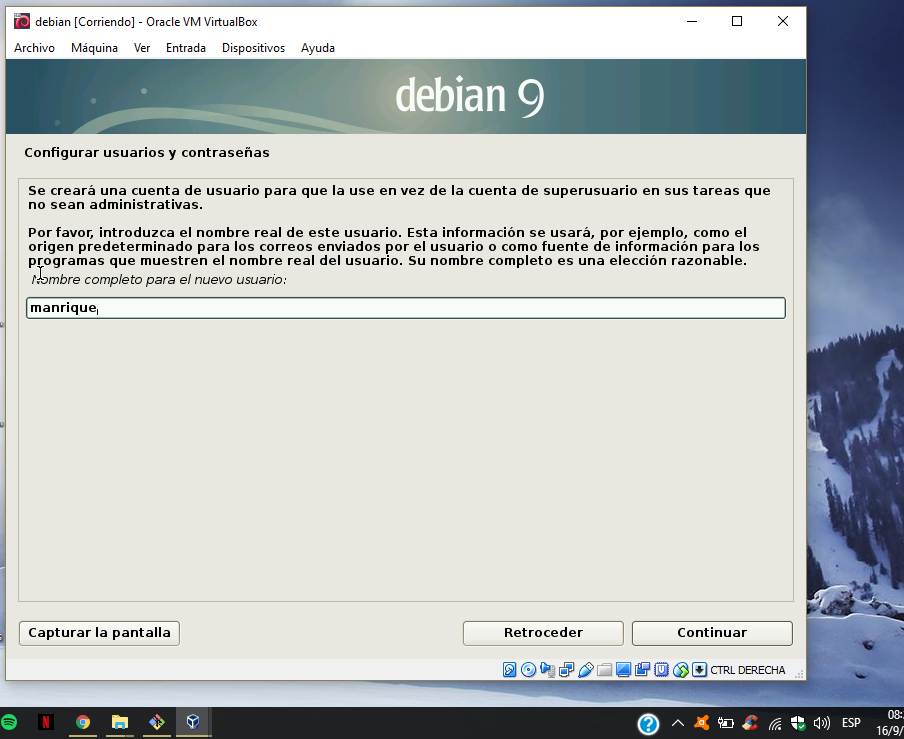 debian [Corriendo] - Oracle VM VirtualBox
Archivo Máquina Ver Entrada Dispositivos Ayuda
debian 9
Configurar usuarios y contraseñas
Se creará una cuenta de usuario para que la use en vez de la cuenta de superusuario en sus tareas que
no sean administrativas.
Por favor, introduzca el nombre real de este usuario. Esta información se usará, por ejemplo, como el
origen predeterminado para los correos enviados por el usuario o como fuente de información para los
programas que muestren el nombre real del usuario. Su nombre completo es una elección razonable.
Nombre completo para el nuevo usuario:
manrique
Capturar la pantalla Retroceder Continuar
CTRL DERECHA
ESP
08:
16/9/